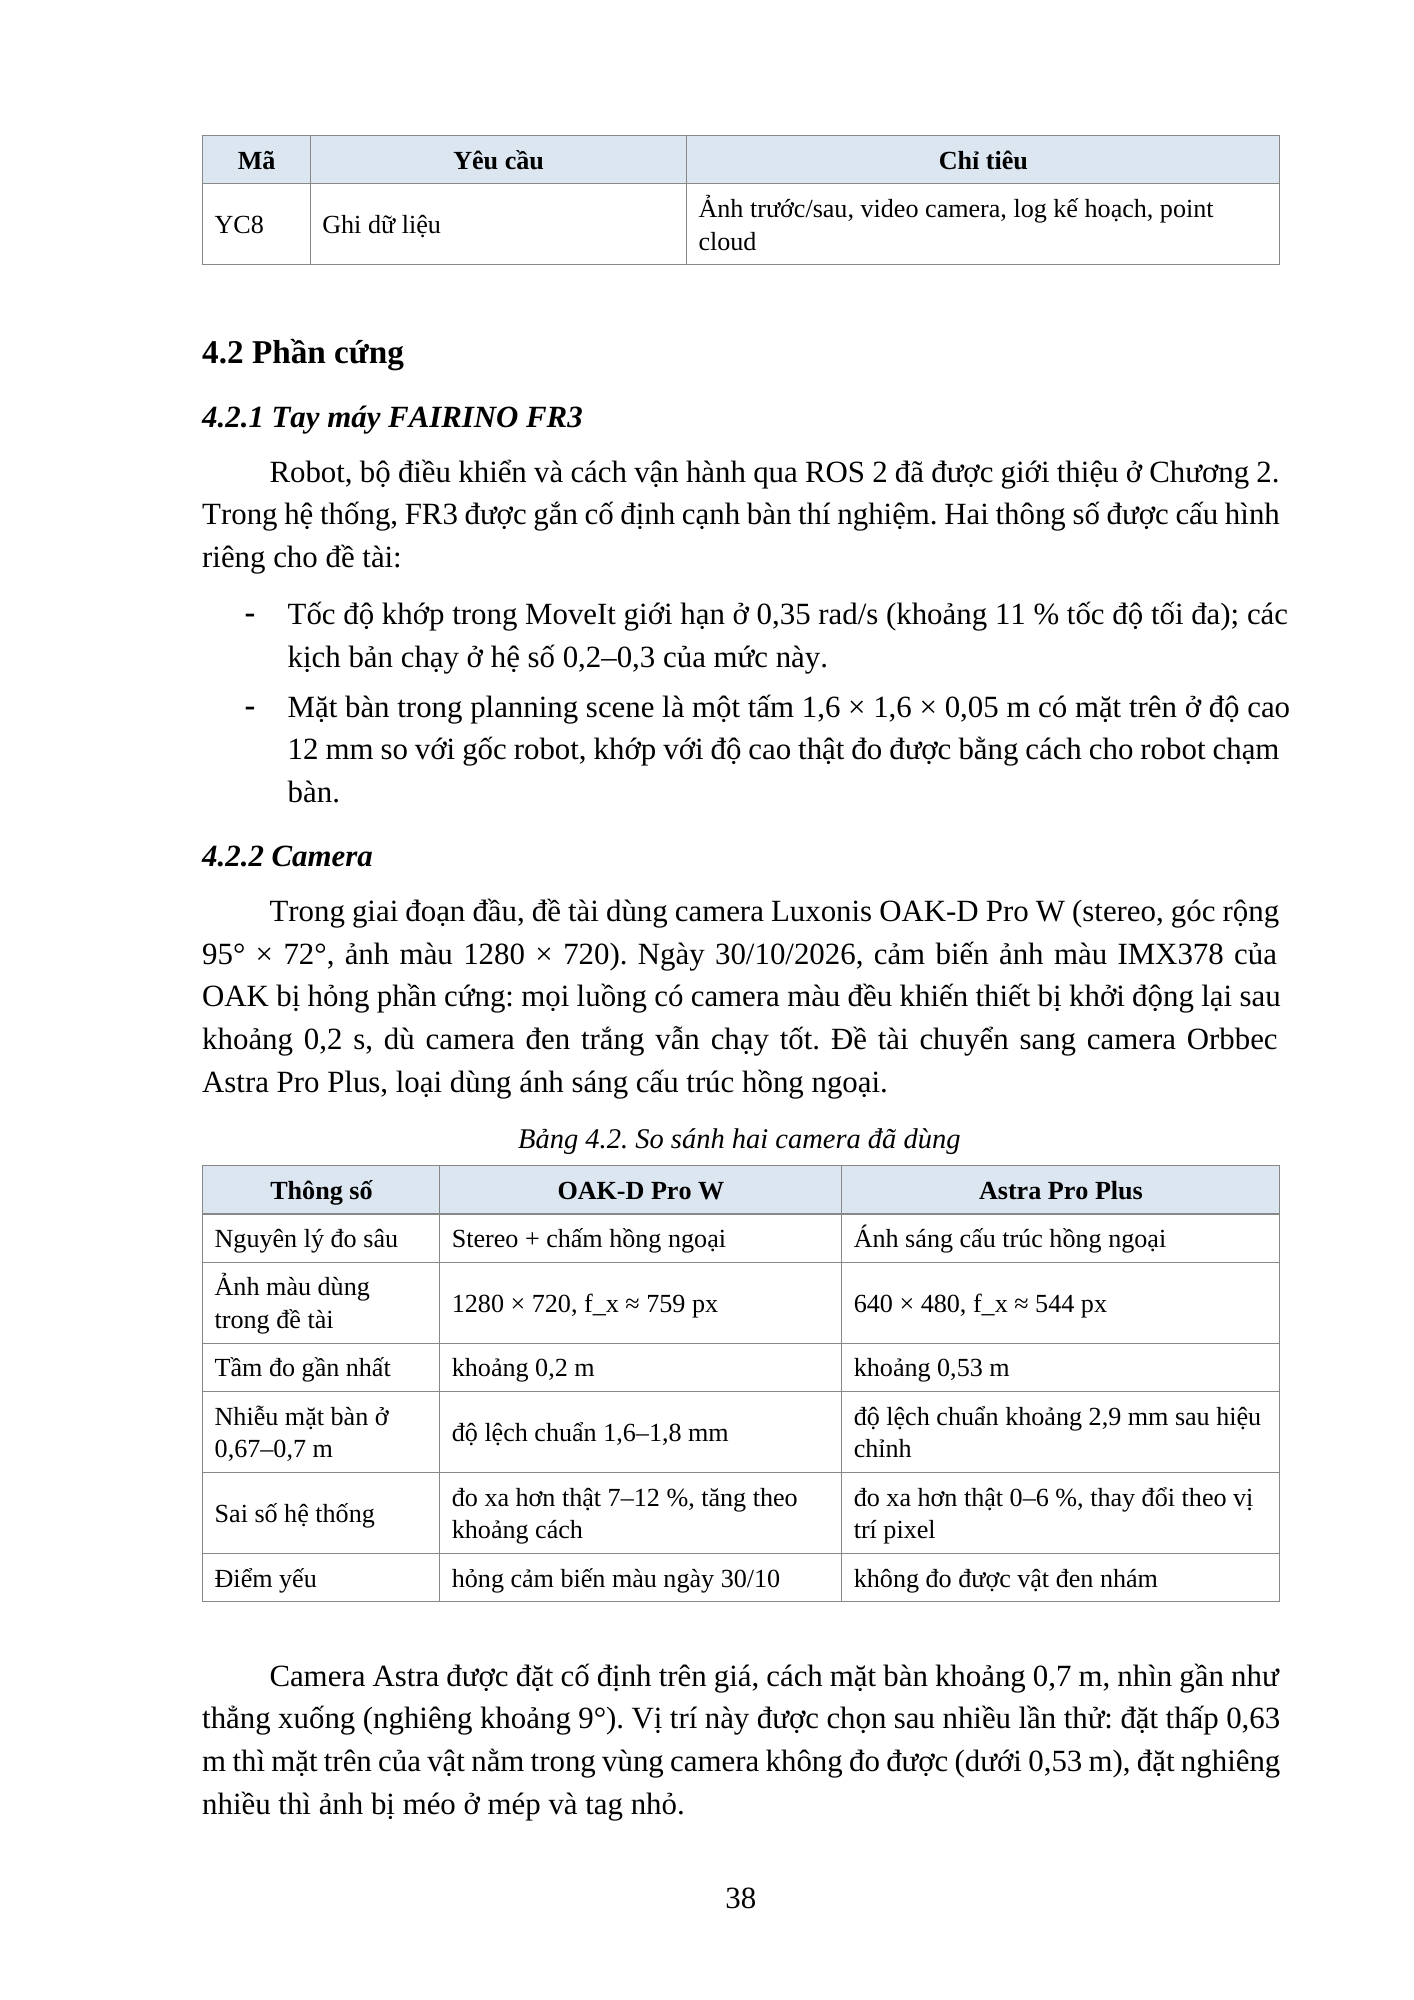 Mã Yêu cầu Chỉ tiêu
YC8 Ghi dữ liệu Ảnh trước/sau, video camera, log kế hoạch, point
cloud
4.2 Phần cứng
4.2.1 Tay máy FAIRINO FR3
Robot, bộ điều khiển và cách vận hành qua ROS 2 đã được giới thiệu ở Chương 2.
Trong hệ thống, FR3 được gắn cố định cạnh bàn thí nghiệm. Hai thông số được cấu hình
riêng cho đề tài:
- Tốc độ khớp trong MoveIt giới hạn ở 0,35 rad/s (khoảng 11 % tốc độ tối đa); các
kịch bản chạy ở hệ số 0,2–0,3 của mức này.
- Mặt bàn trong planning scene là một tấm 1,6 × 1,6 × 0,05 m có mặt trên ở độ cao
12 mm so với gốc robot, khớp với độ cao thật đo được bằng cách cho robot chạm
bàn.
4.2.2 Camera
Trong giai đoạn đầu, đề tài dùng camera Luxonis OAK-D Pro W (stereo, góc rộng
95° × 72°, ảnh màu 1280 × 720). Ngày 30/10/2026, cảm biến ảnh màu IMX378 của
OAK bị hỏng phần cứng: mọi luồng có camera màu đều khiến thiết bị khởi động lại sau
khoảng 0,2 s, dù camera đen trắng vẫn chạy tốt. Đề tài chuyển sang camera Orbbec
Astra Pro Plus, loại dùng ánh sáng cấu trúc hồng ngoại.
Bảng 4.2. So sánh hai camera đã dùng
Thông số OAK-D Pro W Astra Pro Plus
Nguyên lý đo sâu Stereo + chấm hồng ngoại Ánh sáng cấu trúc hồng ngoại
Ảnh màu dùng
trong đề tài 1280 × 720, f_x ≈ 759 px 640 × 480, f_x ≈ 544 px
Tầm đo gần nhất khoảng 0,2 m khoảng 0,53 m
Nhiễu mặt bàn ở
0,67–0,7 m độ lệch chuẩn 1,6–1,8 mm độ lệch chuẩn khoảng 2,9 mm sau hiệu
chỉnh
Sai số hệ thống đo xa hơn thật 7–12 %, tăng theo
khoảng cách đo xa hơn thật 0–6 %, thay đổi theo vị
trí pixel
Điểm yếu hỏng cảm biến màu ngày 30/10 không đo được vật đen nhám
Camera Astra được đặt cố định trên giá, cách mặt bàn khoảng 0,7 m, nhìn gần như
thẳng xuống (nghiêng khoảng 9°). Vị trí này được chọn sau nhiều lần thử: đặt thấp 0,63
m thì mặt trên của vật nằm trong vùng camera không đo được (dưới 0,53 m), đặt nghiêng
nhiều thì ảnh bị méo ở mép và tag nhỏ.
38